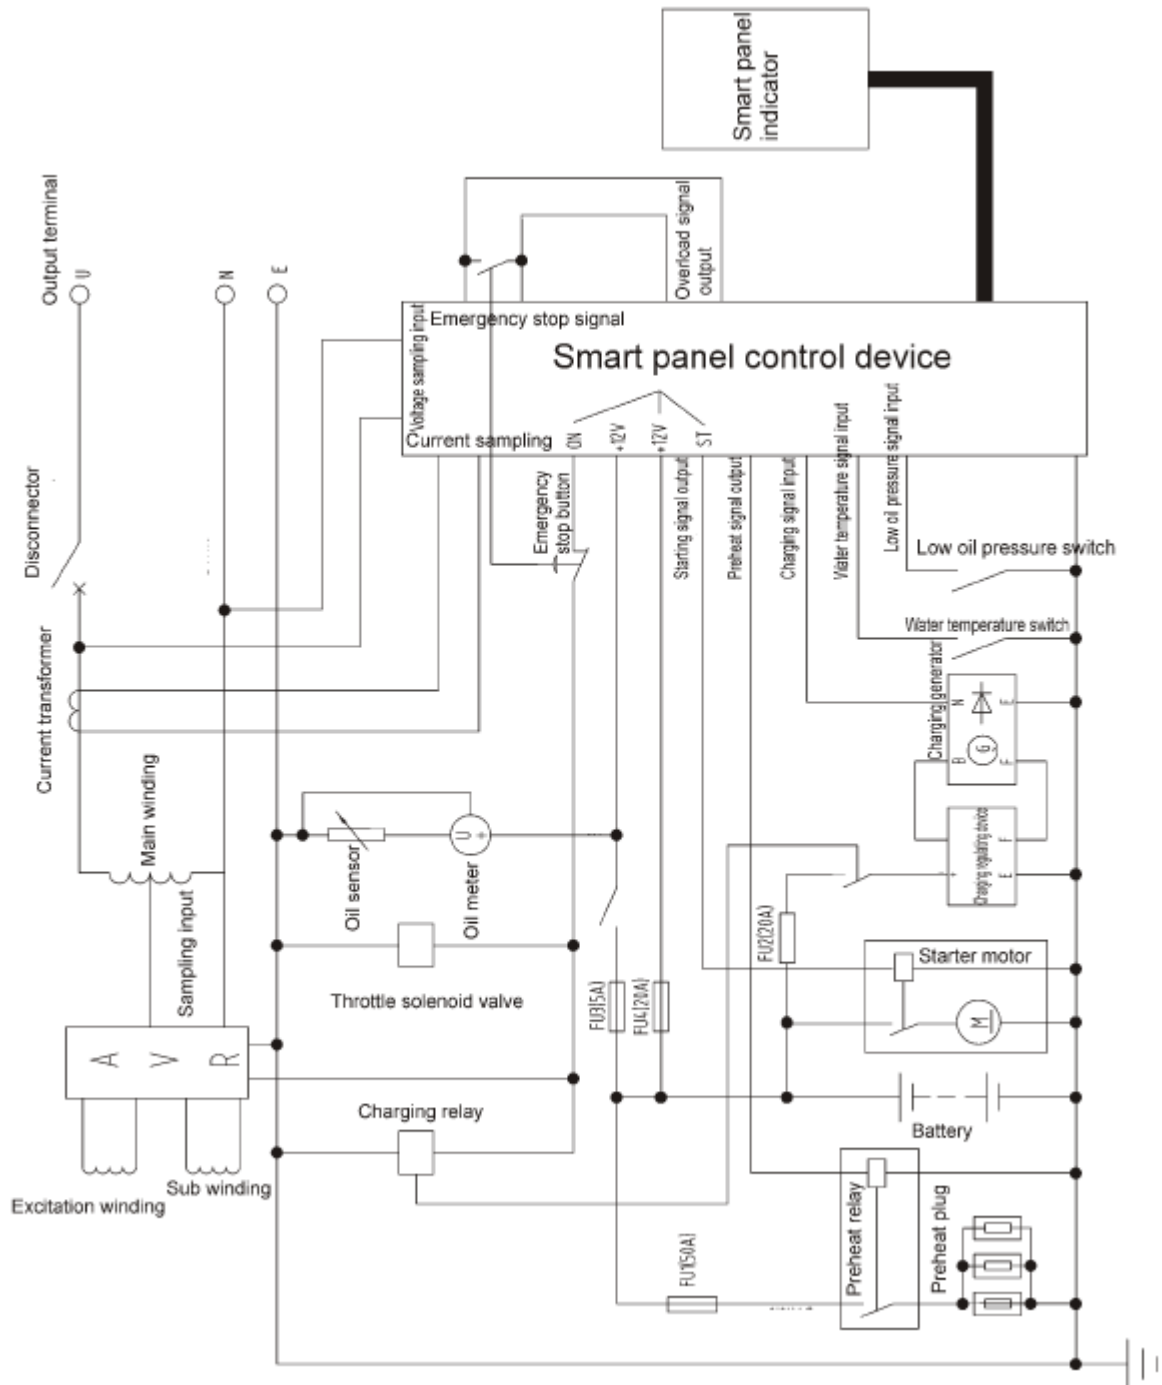 Smart panel
indicator
Output terminal
U
N
E
Overload signal
output
Emergency stop signal
Voltage sampling input
Smart panel control device
Current sampling
ON
+12V
+12V
ST
Emergency
stop button
Starting signal output
Preheat signal output
Charging signal input
Water temperature signal input
Low oil pressure signal input
Disconnector
Low oil pressure switch
Water temperature switch
Current transformer
Charging generator
N
E
G
B
F
Main winding
Oil sensor
U
+
Oil meter
Charging regulating device
F
+
E
Sampling input
FU2(20A)
Starter motor
M
Throttle solenoid valve
FU3(5A)
FU4(20A)
A
V
R
Charging relay
Battery
Excitation winding
Sub winding
FU1(50A)
Preheat relay
Preheat plug